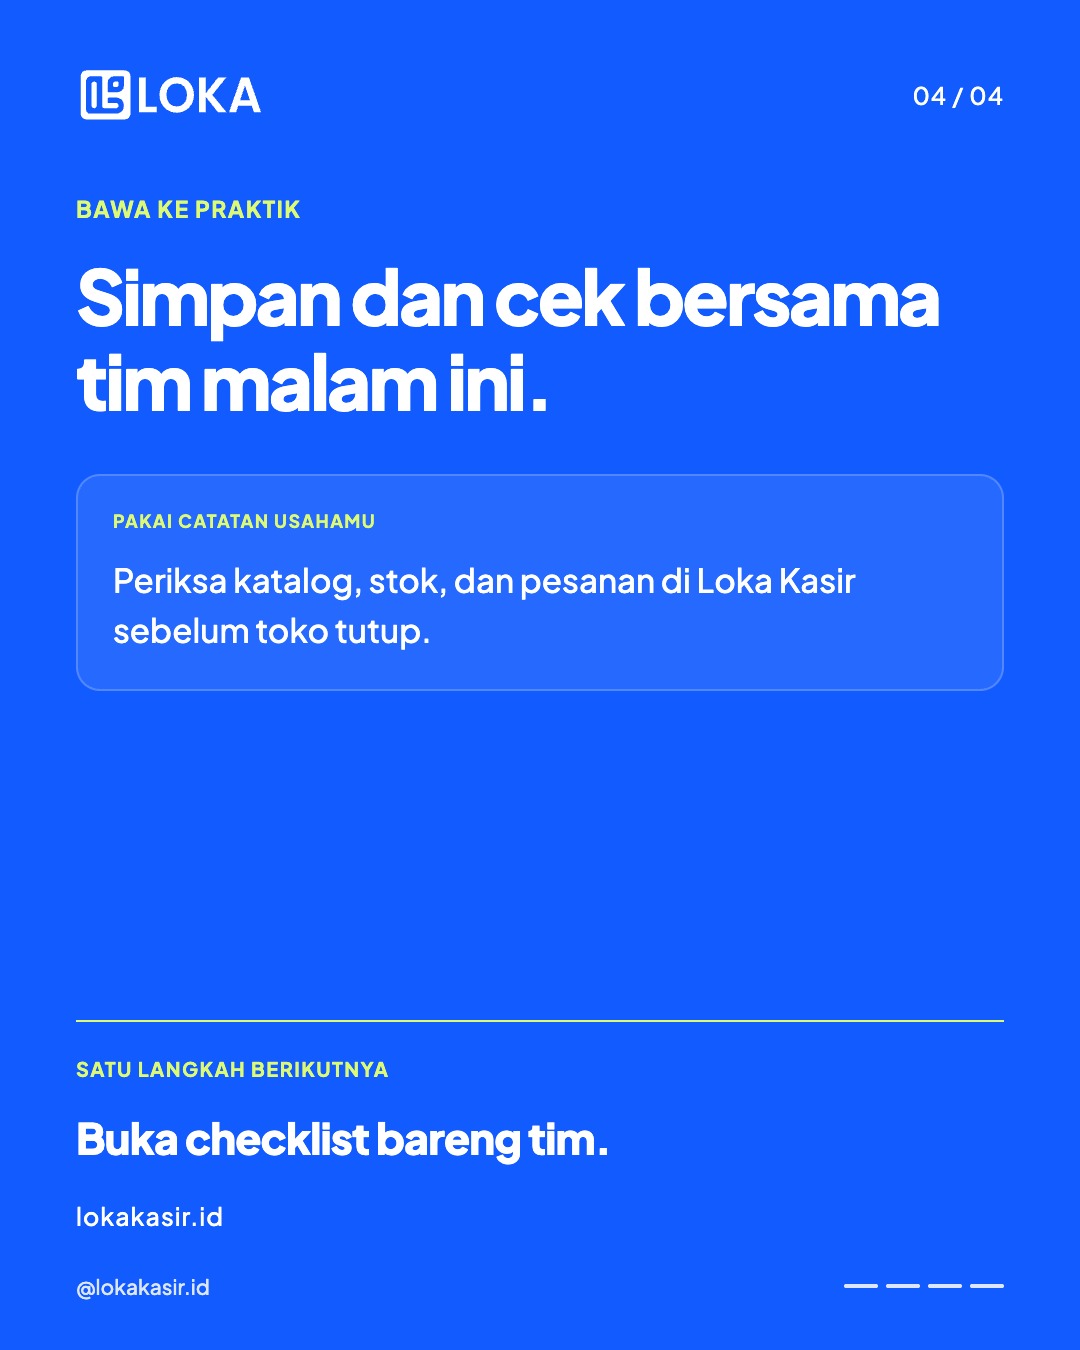 LOKA
04 / 04
BAWA KE PRAKTIK
Simpan dan cek bersama
tim malam ini.
PAKAI CATATAN USAHAMU
Periksa katalog, stok, dan pesanan di Loka Kasir
sebelum toko tutup.
SATU LANGKAH BERIKUTNYA
Buka checklist bareng tim.
lokakasir.id
@lokakasir.id